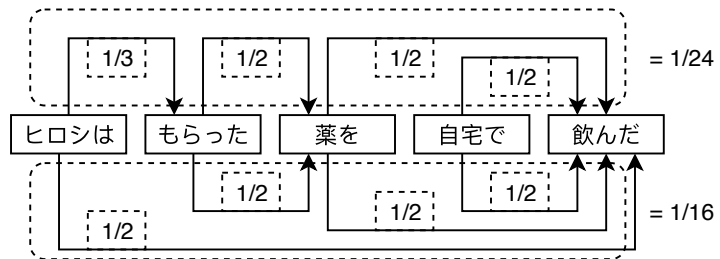 1/3 1/2 1/2
1/2 = 1/24
ヒロシは もらった 薬を 自宅で 飲んだ
1/2 1/2
1/2 = 1/16
1/2